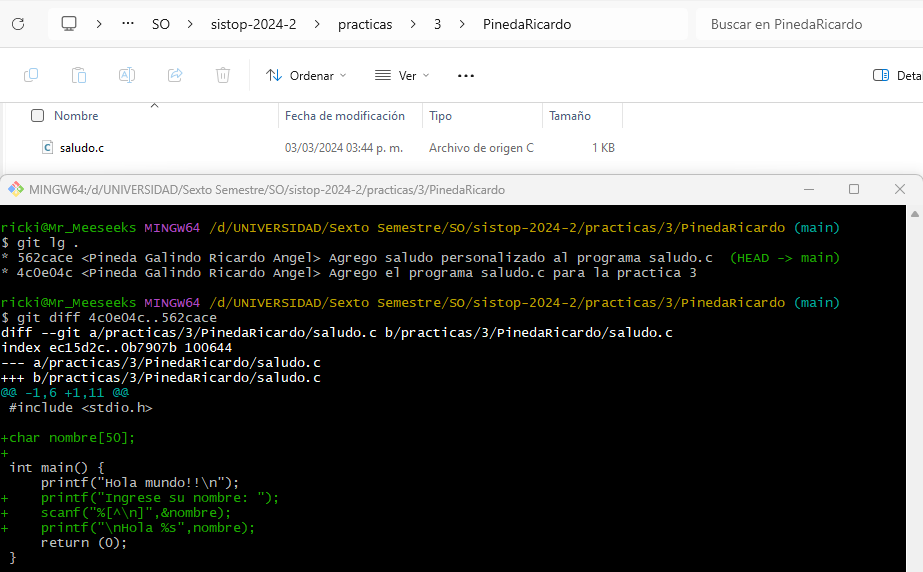 SO > sistop-2024-2 > practicas > 3 > PinedaRicardo
Buscar en PinedaRicardo
Ordenar
Ver
Deta
Nombre
Fecha de modificación
Tipo
Tamaño
saludo.c
03/03/2024 03:44 p. m.
Archivo de origen C
1 KB
MINGW64:/d/UNIVERSIDAD/Sexto Semestre/SO/sistop-2024-2/practicas/3/PinedaRicardo
ricki@Mr_Meeseeks MINGW64 /d/UNIVERSIDAD/Sexto Semestre/SO/sistop-2024-2/practicas/3/PinedaRicardo (main)
$ git lg .
* 562cace <Pineda Galindo Ricardo Angel> Agrego saludo personalizado al programa saludo.c  (HEAD -> main)
* 4c0e04c <Pineda Galindo Ricardo Angel> Agrego el programa saludo.c para la practica 3
ricki@Mr_Meeseeks MINGW64 /d/UNIVERSIDAD/Sexto Semestre/SO/sistop-2024-2/practicas/3/PinedaRicardo (main)
$ git diff 4c0e04c..562cace
diff --git a/practicas/3/PinedaRicardo/saludo.c b/practicas/3/PinedaRicardo/saludo.c
index ec15d2c..0b7907b 100644
--- a/practicas/3/PinedaRicardo/saludo.c
+++ b/practicas/3/PinedaRicardo/saludo.c
@@ -1,6 +1,11 @@
 #include <stdio.h>
+char nombre[50];
+
 int main() {
     printf("Hola mundo!!\n");
+    printf("Ingrese su nombre: ");
+    scanf("%[^\n]",&nombre);
+    printf("\nHola %s",nombre);
     return (0);
 }